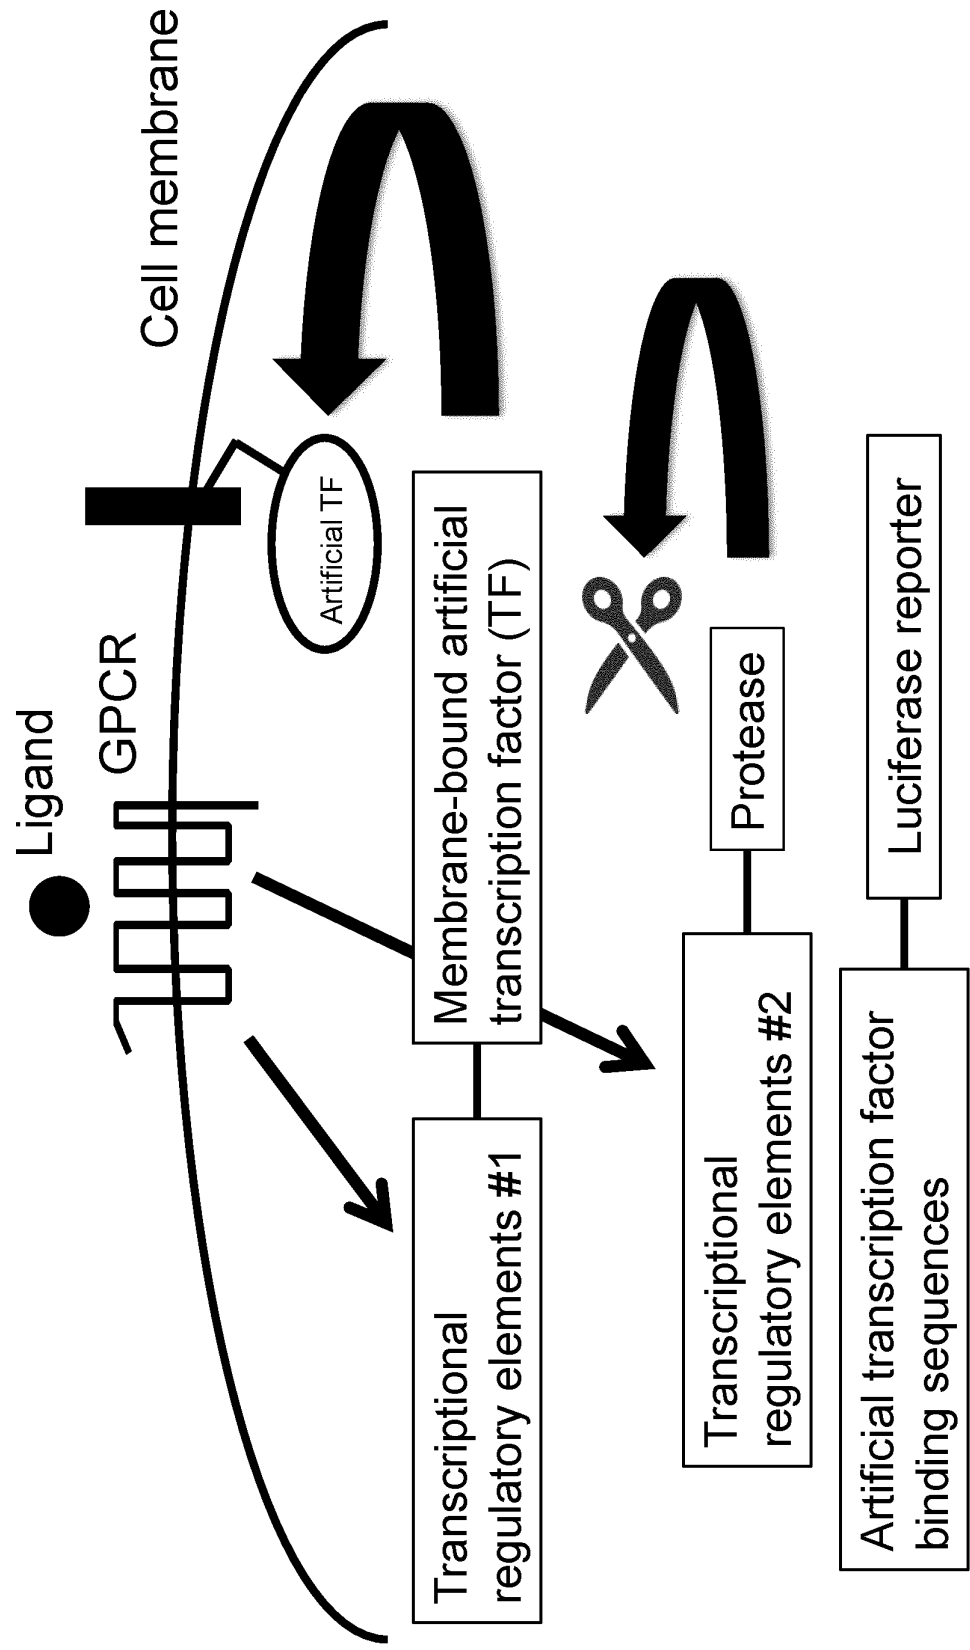 Ligand
GPCR
Cell membrane
Artificial TF
Transcriptional
regulatory elements #1
Membrane-bound artificial
transcription factor (TF)
Transcriptional
regulatory elements #2
Protease
Artificial transcription factor
binding sequences
Luciferase reporter